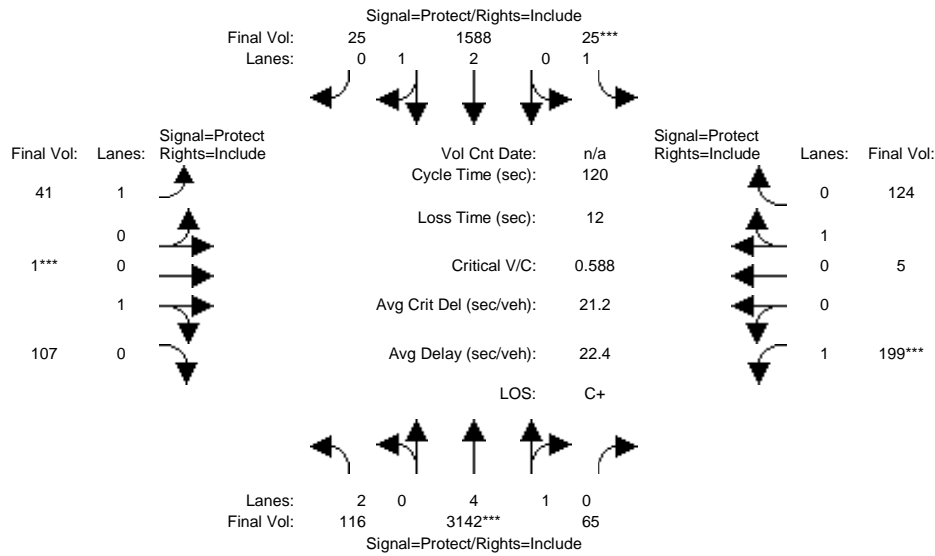 Signal=Protect/Rights=Include
Final Vol: 25 1588 25***
Lanes: 0 1 2 0 1
Signal=Protect
Final Vol: Lanes: Rights=Include
Vol Cnt Date: n/a
Signal=Protect
Rights=Include Lanes: Final Vol:
Cycle Time (sec): 120
41 1
0 124
Loss Time (sec): 12
0
1
1*** 0
Critical V/C: 0.588
0 5
1
Avg Crit Del (sec/veh): 21.2
0
107 0
Avg Delay (sec/veh): 22.4
1 199***
LOS: C+
Lanes: 2 0 4 1 0
Final Vol: 116 3142*** 65
Signal=Protect/Rights=Include